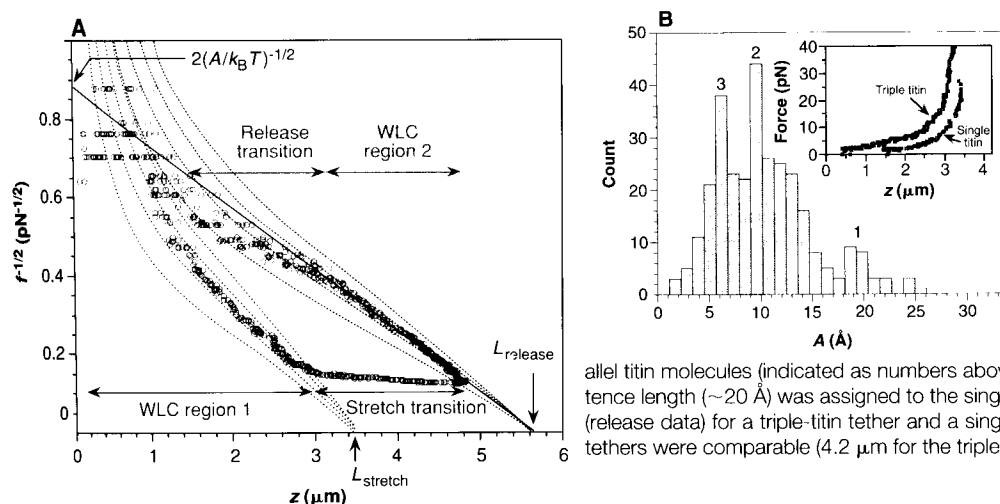 A
2(A/k_BT)^-1/2
Release transition
WLC region 2
f^-1/2 (pN^-1/2)
0.8
0.6
0.4
0.2
0
WLC region 1
Stretch transition
L_release
L_stretch
0 1 2 3 4 5 6
z (μm)
B
50
40
30
20
10
0
Count
3
2
1
Force (pN)
40
30
20
10
0
Triple titin
Single titin
0 1 2 3 4
z (μm)
0 5 10 15 20 25 30
A (Å)
allel titin molecules (indicated as numbers abov
tence length (~20 Å) was assigned to the sing
(release data) for a triple-titin tether and a sing
tethers were comparable (4.2 μm for the triple